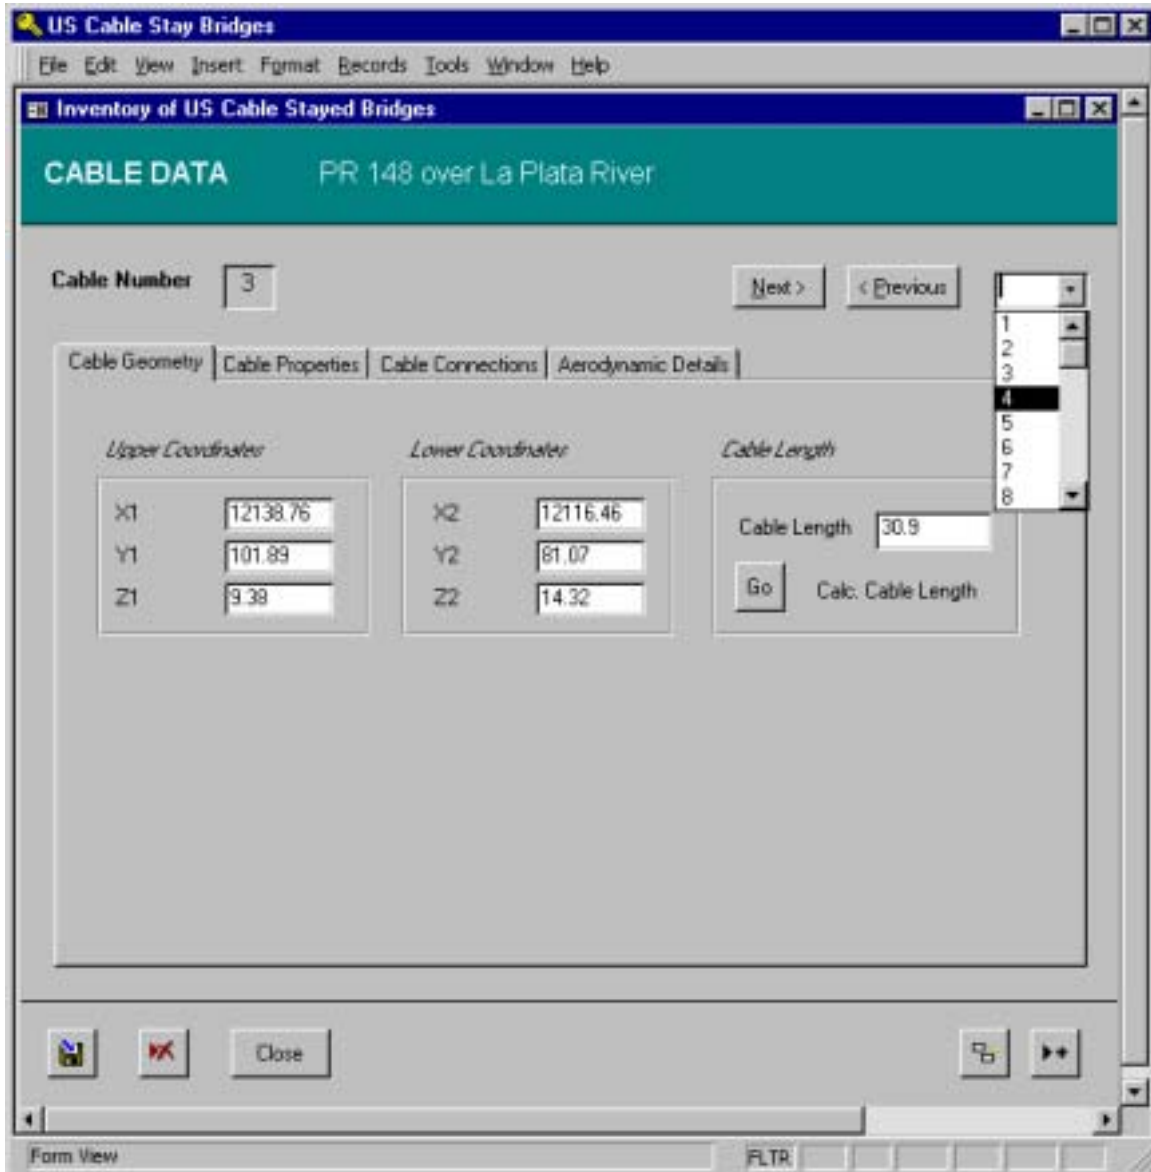 US Cable Stay Bridges
File Edit View Insert Format Records Tools Window Help
Inventory of US Cable Stayed Bridges
CABLE DATA PR 148 over La Plata River
Cable Number 3 Next > < Previous
1
2
3
4
5
6
7
8
Cable Geometry Cable Properties Cable Connections Aerodynamic Details
Upper Coordinates Lower Coordinates Cable Length
X1 12138.76 X2 12116.46 Cable Length 30.9
Y1 101.89 Y2 81.07
Z1 9.38 Z2 14.32 Go Calc. Cable Length
Close
Form View FLTR